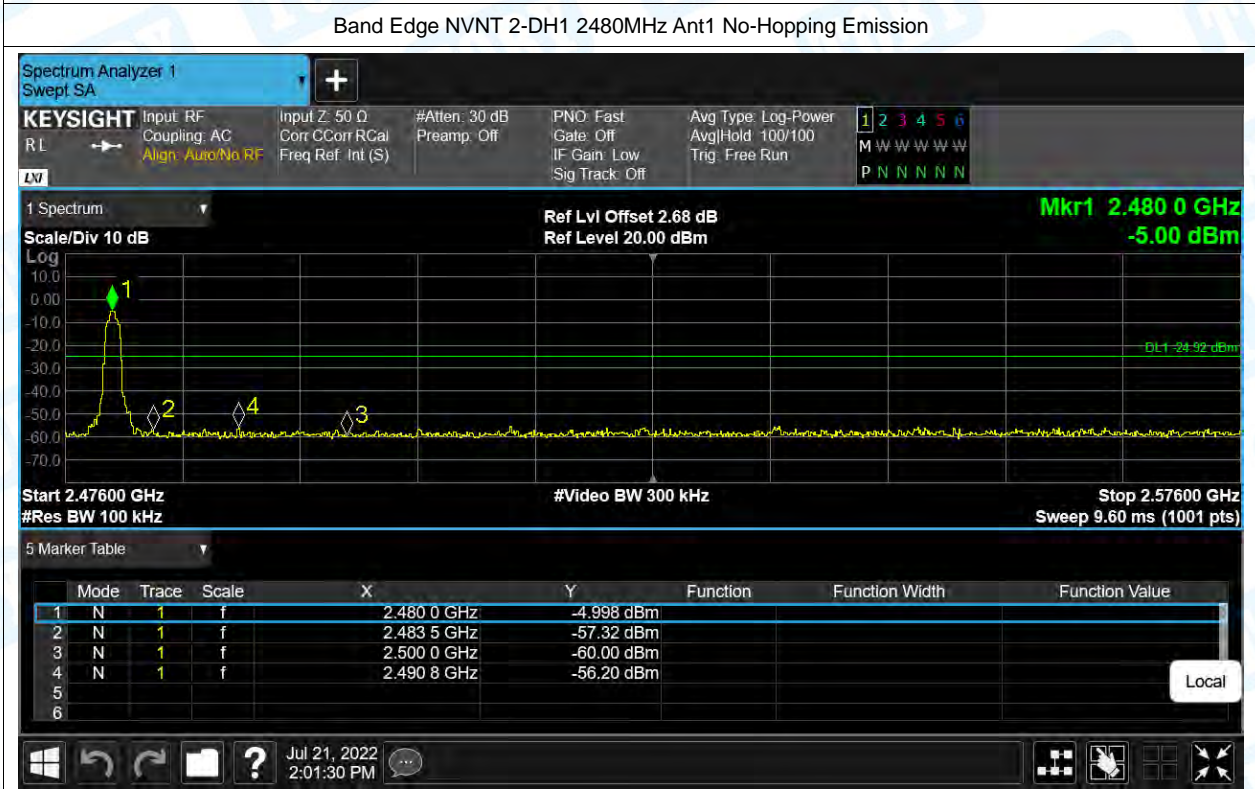 Band Edge NVNT 2-DH1 2480MHz Ant1 No-Hopping Emission
Spectrum Analyzer 1
Swept SA
+
KEYSIGHT
RL
LXI
Input: RF
Coupling: AC
Align: Auto/No RF
Input Z: 50 Ω
Corr CCorr RCal
Freq Ref: Int (S)
#Atten: 30 dB
Preamp: Off
PNO: Fast
Gate: Off
IF Gain: Low
Sig Track: Off
Avg Type: Log-Power
Avg|Hold: 100/100
Trig: Free Run
1 2 3 4 5 6
M W W W W W W
P N N N N N N
1 Spectrum
Scale/Div 10 dB
Ref Lvl Offset 2.68 dB
Ref Level 20.00 dBm
Mkr1 2.480 0 GHz
-5.00 dBm
Log
10.0
0.00
-10.0
-20.0
-30.0
-40.0
-50.0
-60.0
-70.0
1
2
4
3
DL1 -24.92 dBm
Start 2.47600 GHz
#Res BW 100 kHz
#Video BW 300 kHz
Stop 2.57600 GHz
Sweep 9.60 ms (1001 pts)
5 Marker Table
Mode Trace Scale X Y Function Function Width Function Value
1 N 1 f 2.480 0 GHz -4.998 dBm
2 N 1 f 2.483 5 GHz -57.32 dBm
3 N 1 f 2.500 0 GHz -60.00 dBm
4 N 1 f 2.490 8 GHz -56.20 dBm
5
6
Local
?
Jul 21, 2022
2:01:30 PM